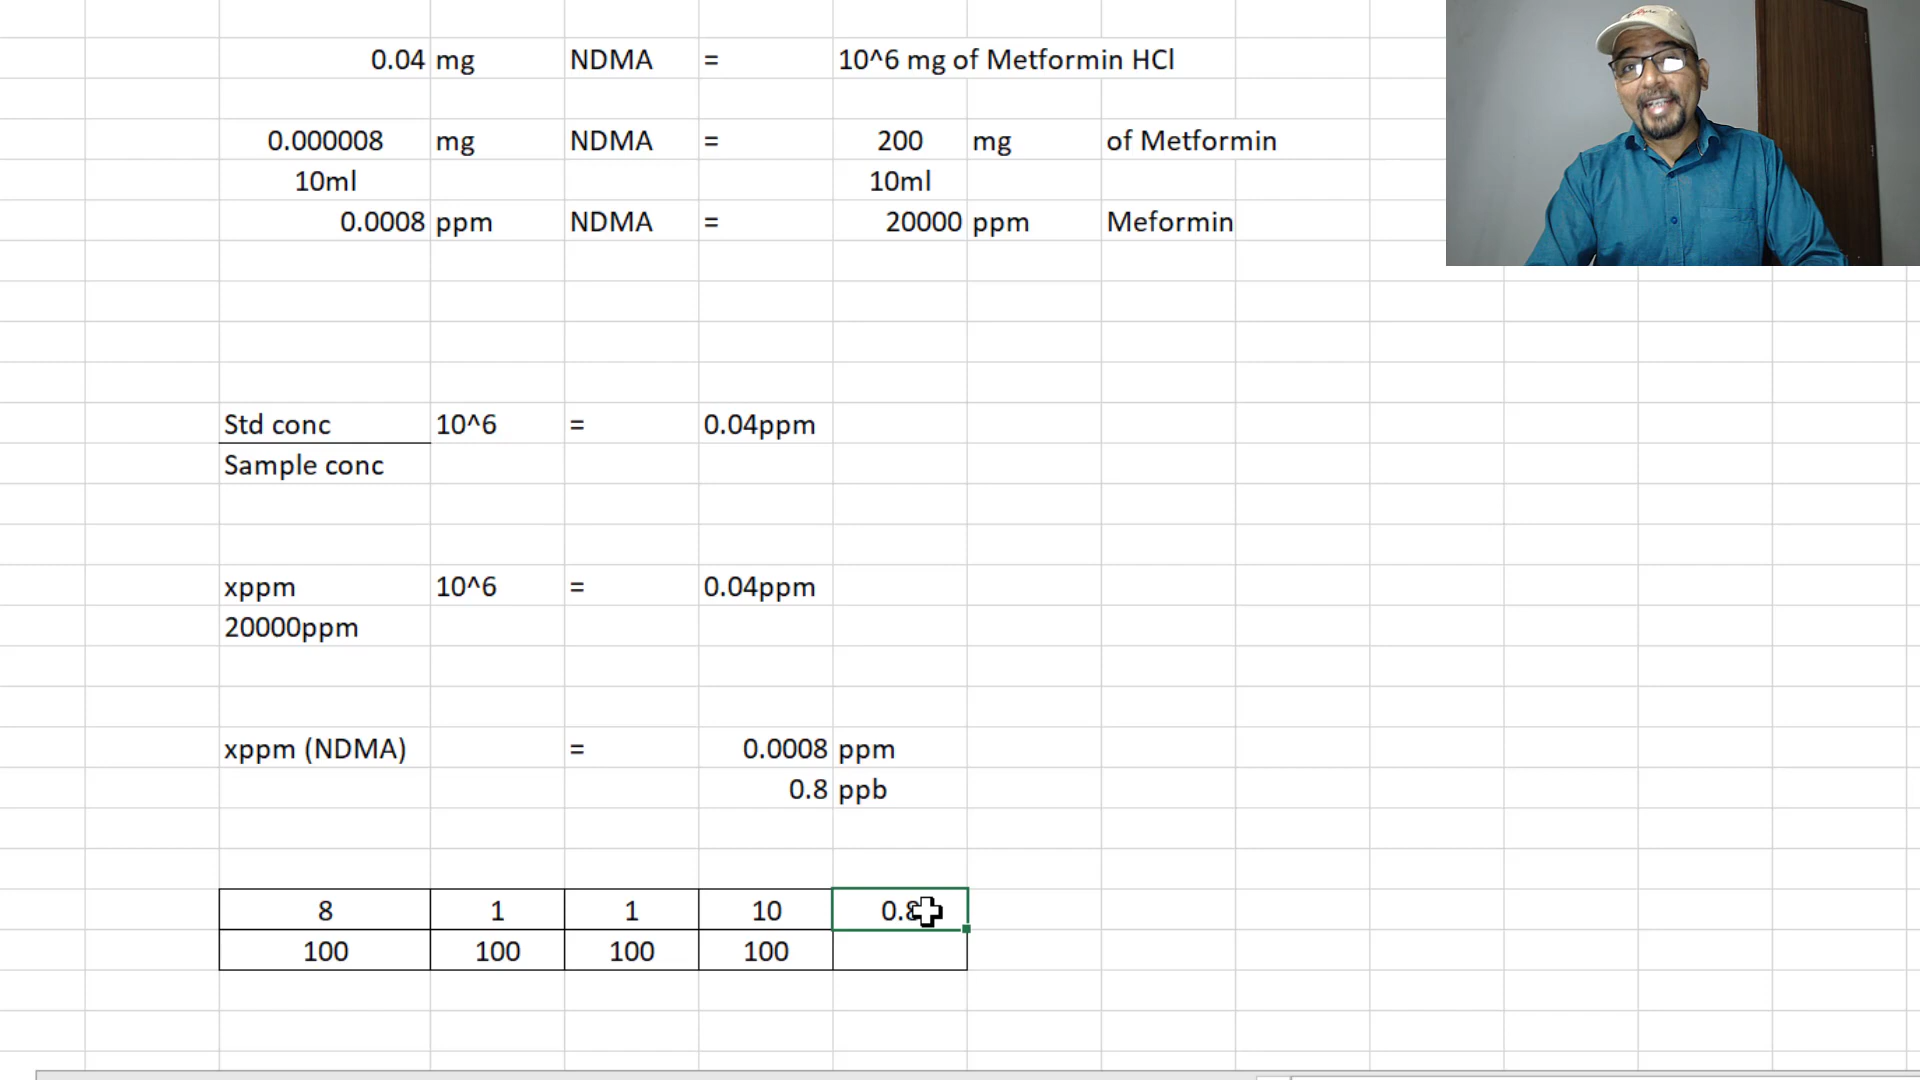 0.04 mg NDMA = 10^6 mg of Metformin HCl
0.000008 mg NDMA = 200 mg of Metformin
10ml 10ml
0.0008 ppm NDMA = 20000 ppm Meformin
Std conc 10^6 = 0.04ppm
Sample conc
xppm 10^6 = 0.04ppm
20000ppm
xppm (NDMA) = 0.0008 ppm
0.8 ppb
8 1 1 10 0.8
100 100 100 100